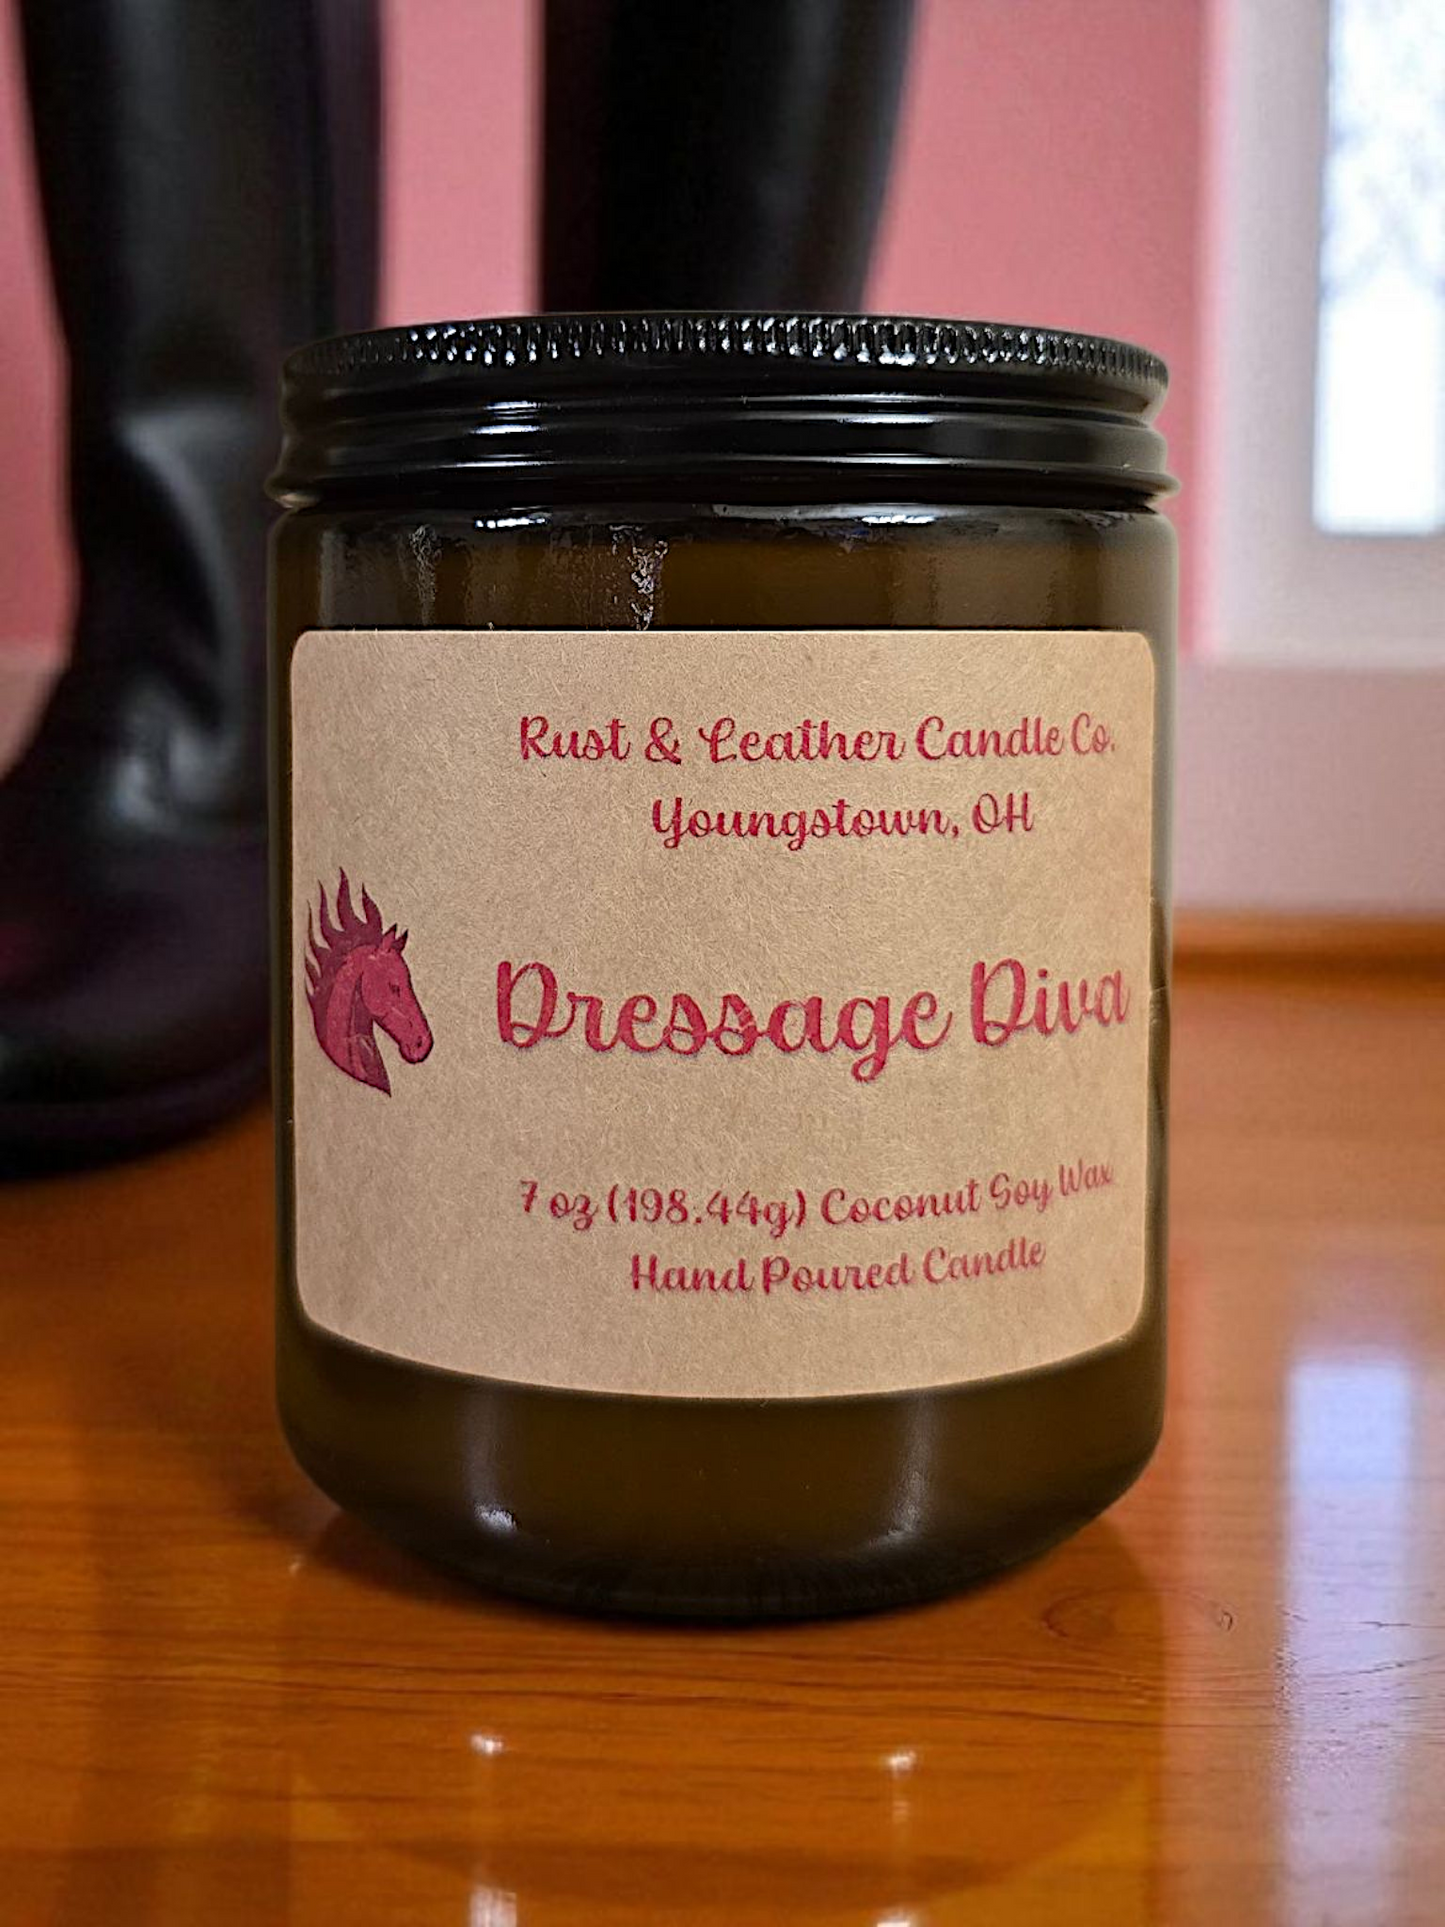 Rust & Leather Candle Co.
Youngstown, OH
Dressage Diva
7 oz (198.44g) Coconut Soy Wax
Hand Poured Candle